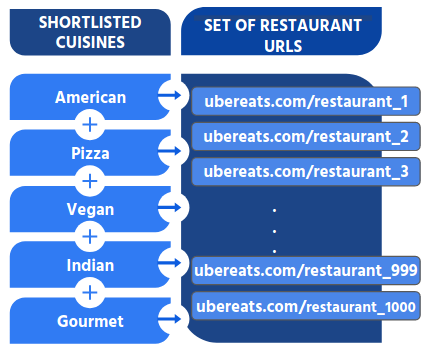 SHORTLISTED
CUISINES
SET OF RESTAURANT
URLS
American
+
Pizza
+
Vegan
+
Indian
+
Gourmet
ubereats.com/restaurant_1
ubereats.com/restaurant_2
ubereats.com/restaurant_3
.
.
.
ubereats.com/restaurant_999
ubereats.com/restaurant_1000